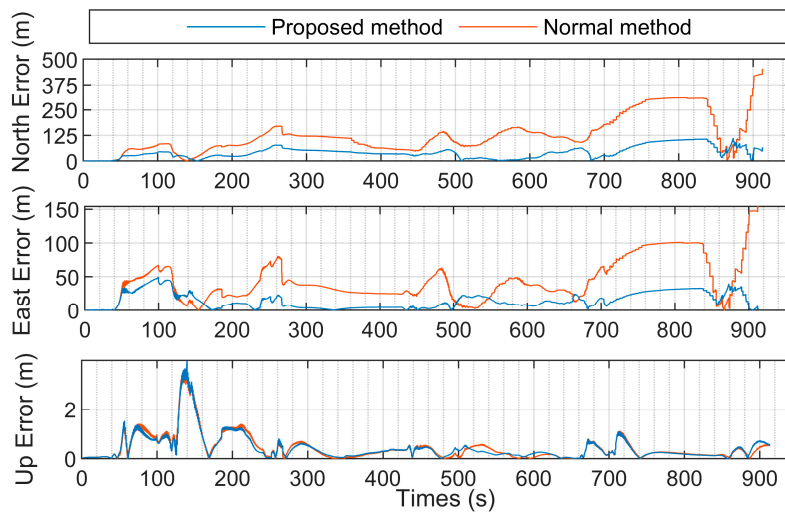 Proposed method Normal method
North Error (m)
500
375
250
125
0
0 100 200 300 400 500 600 700 800 900
East Error (m)
150
100
50
0
0 100 200 300 400 500 600 700 800 900
Up Error (m)
2
0
0 100 200 300 400 500 600 700 800 900
Times (s)